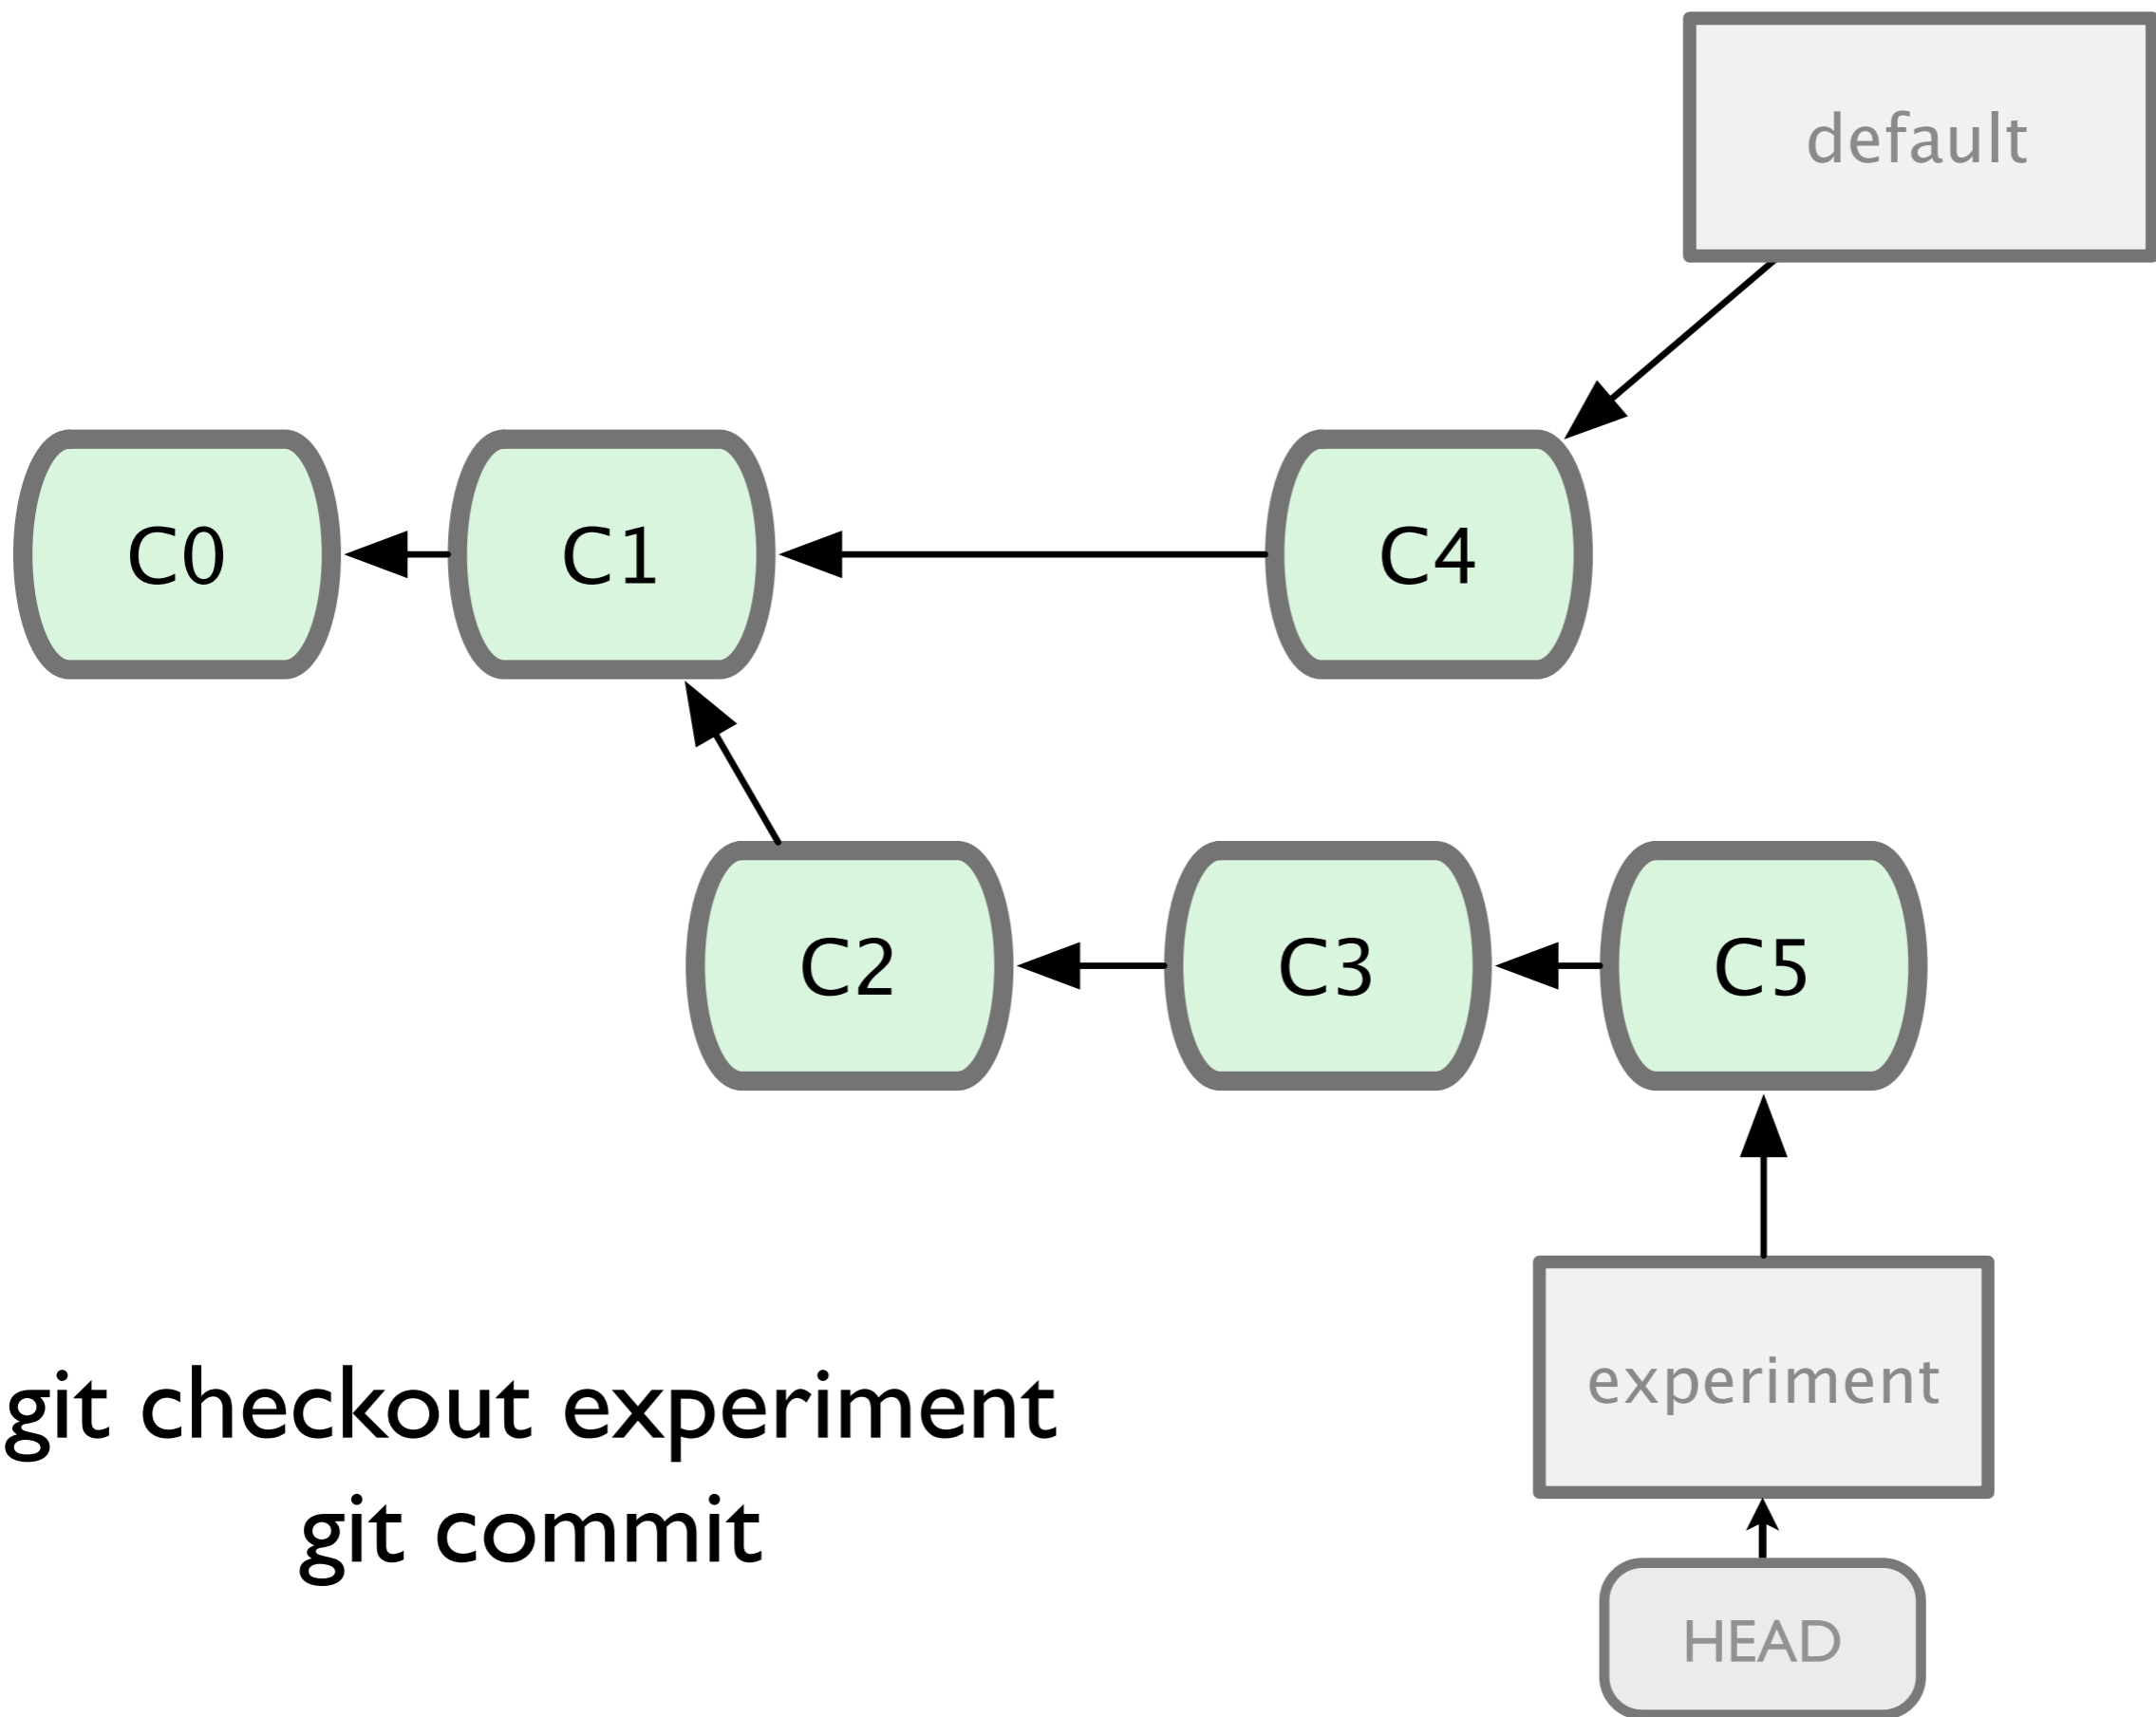 default
C0
C1
C4
C2
C3
C5
experiment
git checkout experiment
git commit
HEAD